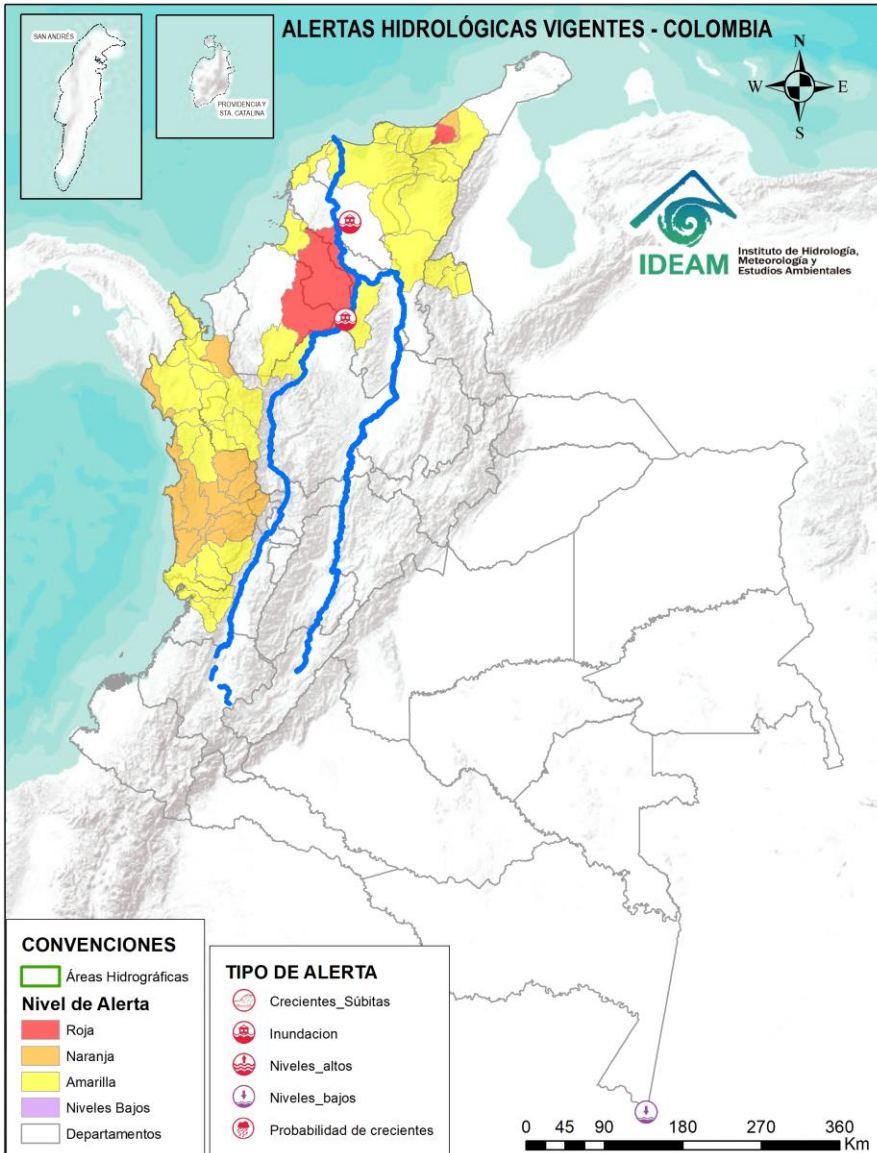 ALERTAS HIDROLÓGICAS VIGENTES - COLOMBIA
SAN ANDRÉS
PROVIDENCIA Y
STA. CATALINA
N
W
E
S
IDEAM
Instituto de Hidrología,
Meteorología y
Estudios Ambientales
CONVENCIONES
Áreas Hidrográficas
Nivel de Alerta
Roja
Naranja
Amarilla
Niveles Bajos
Departamentos
TIPO DE ALERTA
Crecientes_Súbitas
Inundacion
Niveles_altos
Niveles_bajos
Probabilidad de crecientes
0 45 90 180 270 360
Km